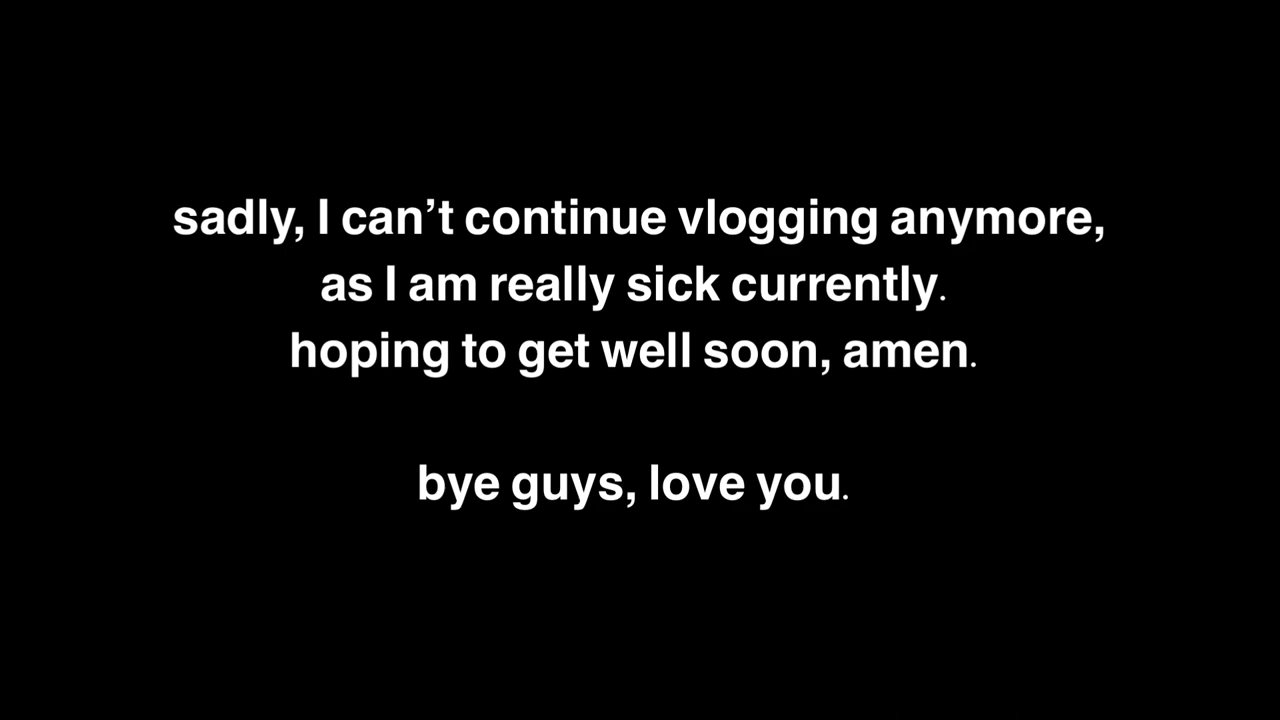 sadly, I can’t continue vlogging anymore,
as I am really sick currently.
hoping to get well soon, amen.
bye guys, love you.